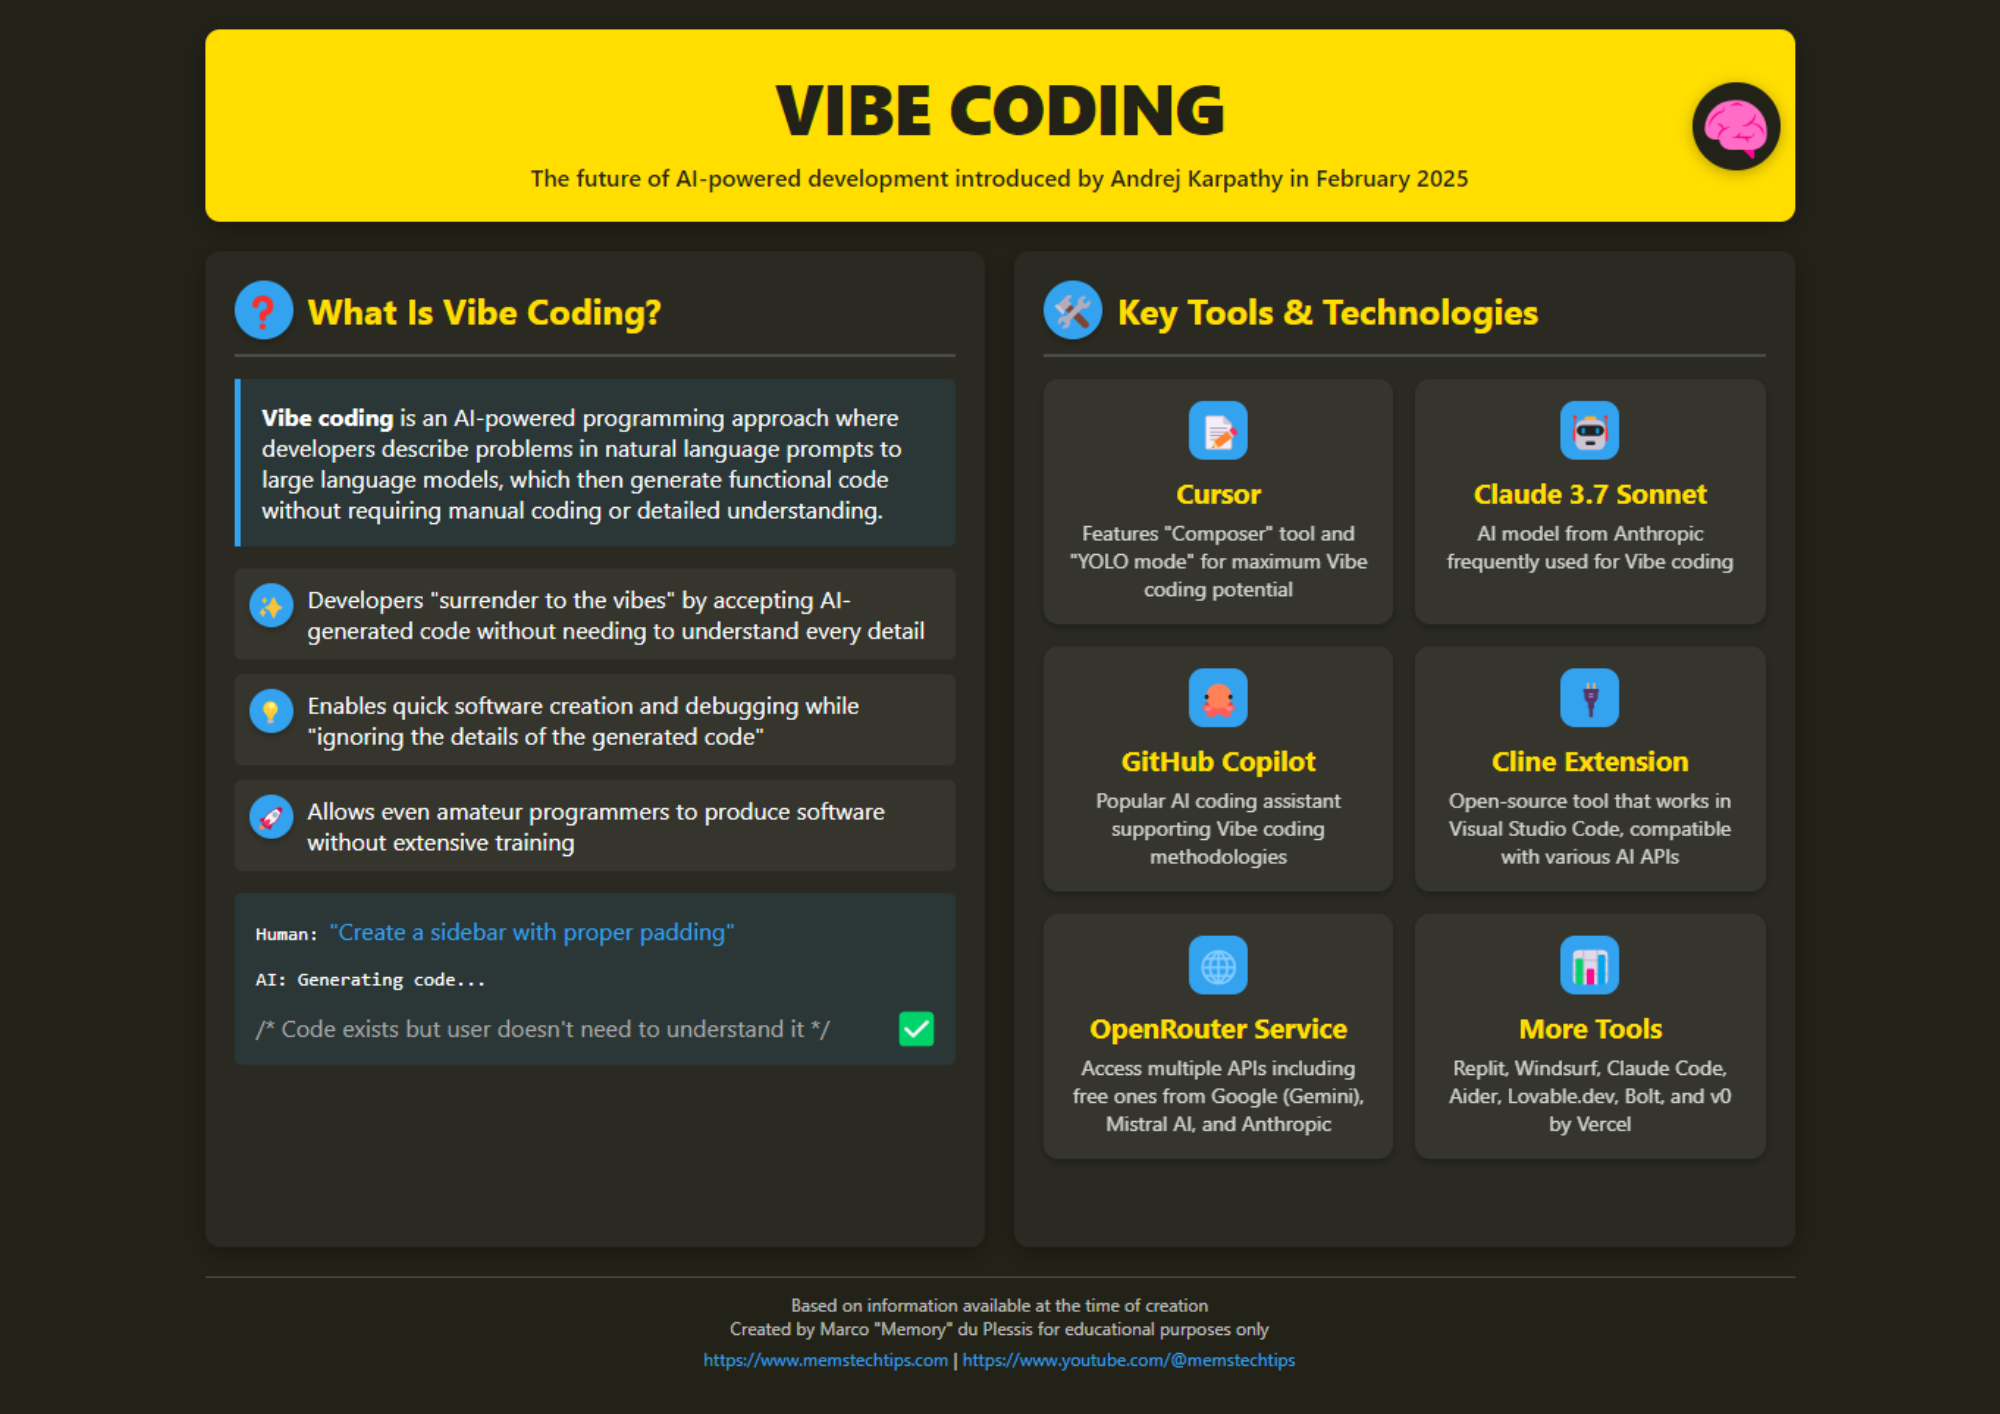 VIBE CODING
The future of AI-powered development introduced by Andrej Karpathy in February 2025
What Is Vibe Coding?
Vibe coding is an AI-powered programming approach where
developers describe problems in natural language prompts to
large language models, which then generate functional code
without requiring manual coding or detailed understanding.
Developers "surrender to the vibes" by accepting AI-
generated code without needing to understand every detail
Enables quick software creation and debugging while
"ignoring the details of the generated code"
Allows even amateur programmers to produce software
without extensive training
Human: "Create a sidebar with proper padding"
AI: Generating code...
/* Code exists but user doesn't need to understand it */
Key Tools & Technologies
Cursor
Features "Composer" tool and
"YOLO mode" for maximum Vibe
coding potential
Claude 3.7 Sonnet
AI model from Anthropic
frequently used for Vibe coding
GitHub Copilot
Popular AI coding assistant
supporting Vibe coding
methodologies
Cline Extension
Open-source tool that works in
Visual Studio Code, compatible
with various AI APIs
OpenRouter Service
Access multiple APIs including
free ones from Google (Gemini),
Mistral AI, and Anthropic
More Tools
Replit, Windsurf, Claude Code,
Aider, Lovable.dev, Bolt, and v0
by Vercel
Based on information available at the time of creation
Created by Marco "Memory" du Plessis for educational purposes only
https://www.memstechtips.com | https://www.youtube.com/@memstechtips